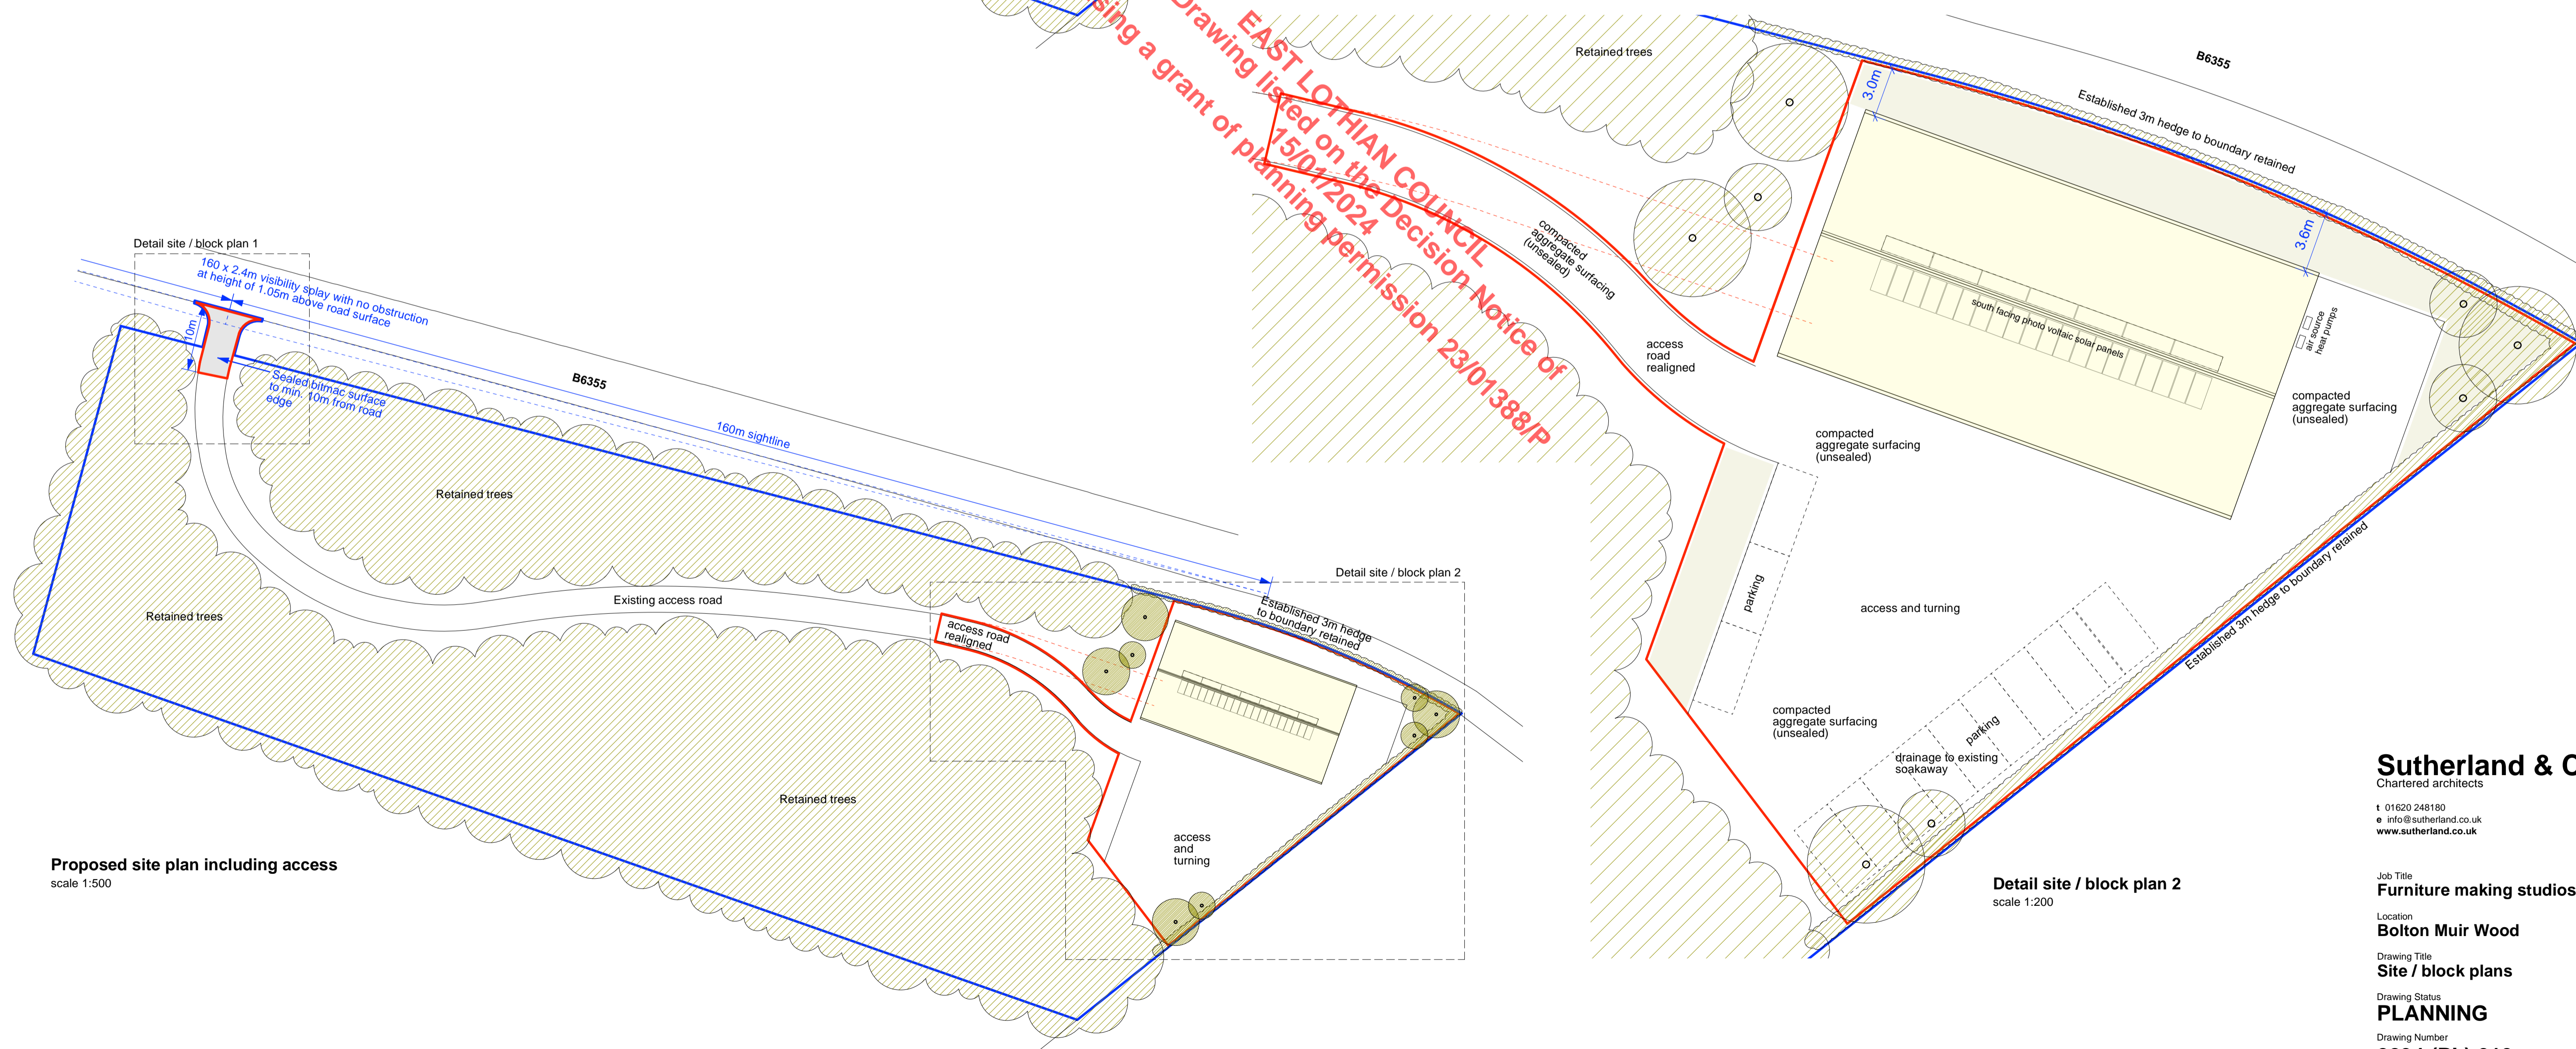 Detail site / block plan 1
160 x 2.4m visibility splay with no obstruction
at height of 1.05m above road surface
10m
Sealed bitmac surface
to min. 10m from road
edge
B6355
160m sightline
Retained trees
Retained trees
Existing access road
access road
realigned
Detail site / block plan 2
Established 3m hedge
to boundary retained
Retained trees
access
and
turning
Proposed site plan including access
scale 1:500
EAST LOTHIAN COUNCIL
Drawing listed on the Decision Notice of
15/01/2024
a grant of planning permission 23/01388/P
Retained trees
B6355
3.0m
Established 3m hedge to boundary retained
3.6m
compacted
aggregate surfacing
(unsealed)
access
road
realigned
south facing photo voltaic solar panels
air source
heat pumps
compacted
aggregate surfacing
(unsealed)
compacted
aggregate surfacing
(unsealed)
parking
access and turning
Established 3m hedge to boundary retained
compacted
aggregate surfacing
(unsealed)
parking
drainage to existing
soakaway
Detail site / block plan 2
scale 1:200
Sutherland &
Chartered architects
t 01620 248180
e info@sutherland.co.uk
www.sutherland.co.uk
Job Title
Furniture making studios
Location
Bolton Muir Wood
Drawing Title
Site / block plans
Drawing Status
PLANNING
Drawing Number